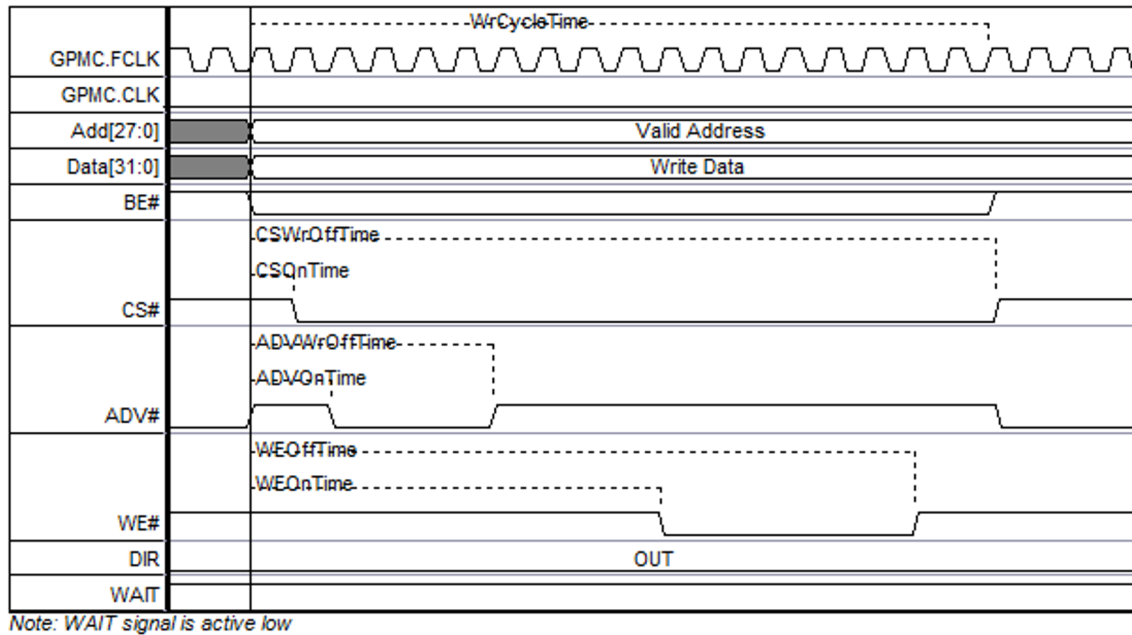 WrCycleTime
GPMC.FCLK
GPMC.CLK
Add[27:0] Valid Address
Data[31:0] Write Data
BE#
CSWrOffTime
CSOnTime
CS#
ADVWrOffTime
ADVOnTime
ADV#
WEOffTime
WEOnTime
WE#
DIR OUT
WAIT
Note: WAIT signal is active low